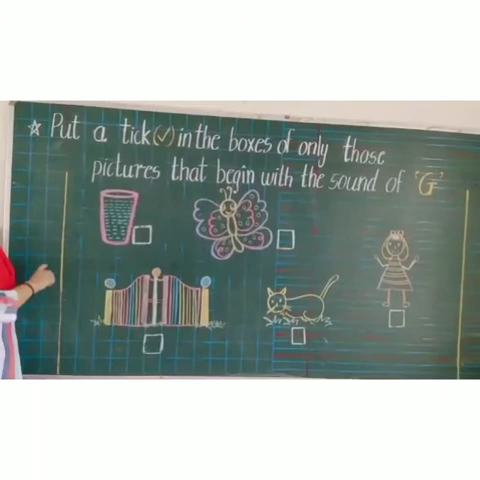 ☆ Put a tick(✓) in the boxes of only those
pictures that begin with the sound of 'G'